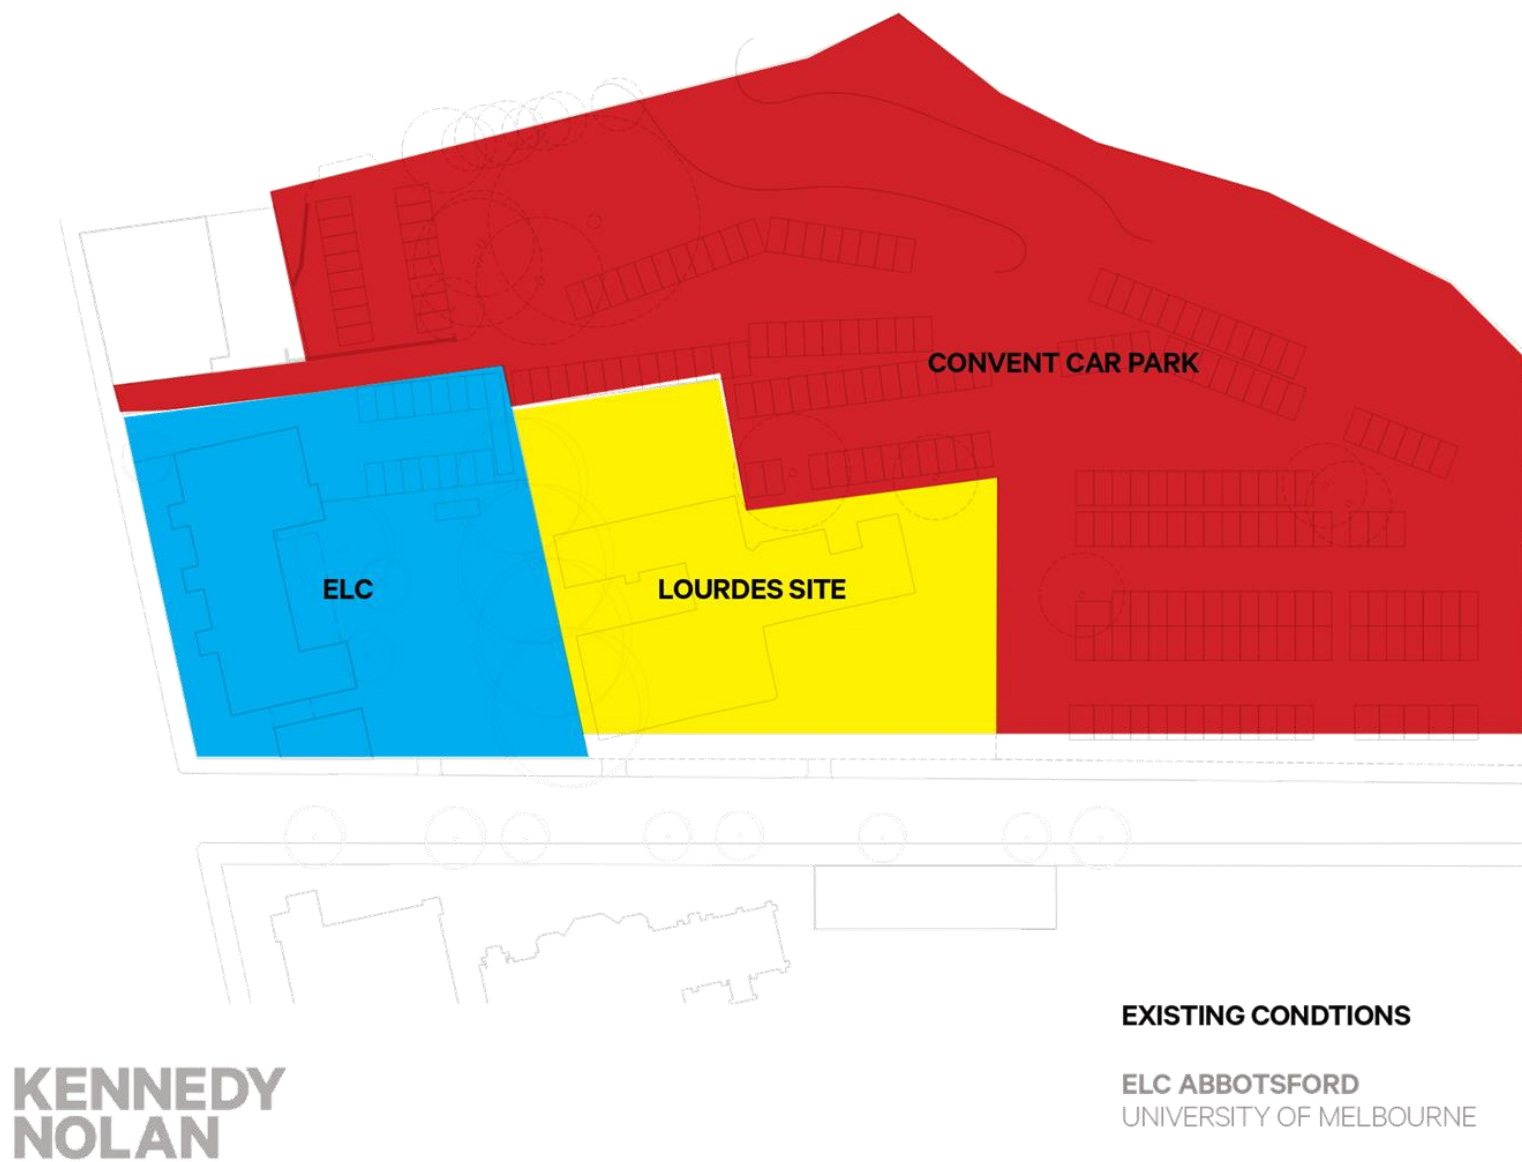 CONVENT CAR PARK
ELC
LOURDES SITE
EXISTING CONDTIONS
ELC ABBOTSFORD
UNIVERSITY OF MELBOURNE
KENNEDY
NOLAN